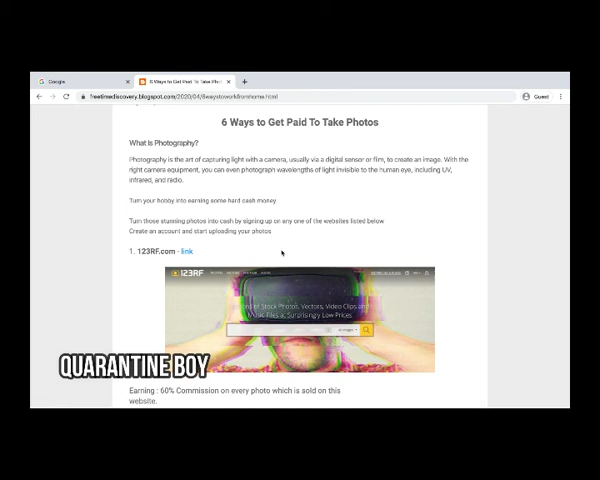 Google
6 Ways to Get Paid To Take Phot
Guest
freetimexdiscovery.blogspot.com/2020/04/6waystoworkfromhome.html
6 Ways to Get Paid To Take Photos
What is Photography?
Photography is the art of capturing light with a camera, usually via a digital sensor or film, to create an image. With the
right camera equipment, you can even photograph wavelengths of light invisible to the human eye, including UV,
infrared, and radio.
Turn your hobby into earning some hard cash money.
Turn those stunning photos into cash by signing up on any one of the websites listed below
Create an account and start uploading your photos
1. 123RF.com - link
123RF
ons of Stock Photos, Vectors, Video Clips and
Music Files at Surprisingly Low Prices
All Images
QUARANTINE BOY
Earning : 60% Commission on every photo which is sold on this
website.